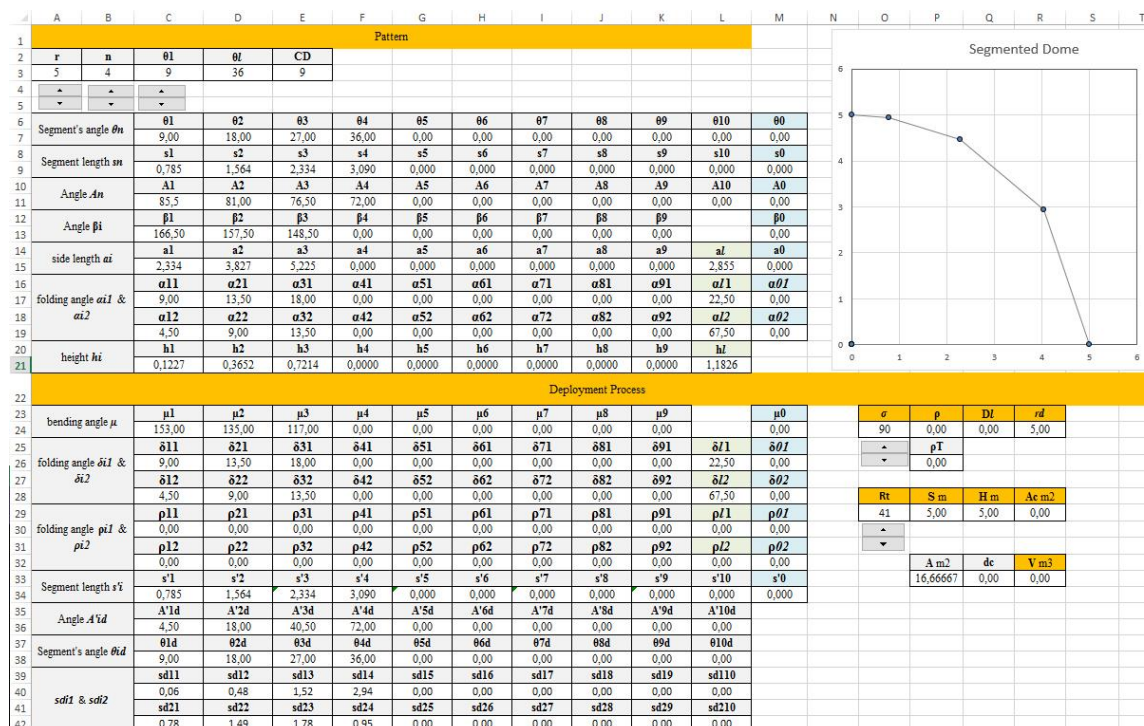 A B C D E F G H I J K L M N O P Q R S T
1 Pattern
Segmented Dome
2 r n θ1 θl CD
3 5 4 9 36 9
4
5
6 Segment's angle θn θ1 θ2 θ3 θ4 θ5 θ6 θ7 θ8 θ9 θ10 θ0
7 9,00 18,00 27,00 36,00 0,00 0,00 0,00 0,00 0,00 0,00 0,00
8 Segment length sn s1 s2 s3 s4 s5 s6 s7 s8 s9 s10 s0
9 0,785 1,564 2,334 3,090 0,000 0,000 0,000 0,000 0,000 0,000 0,000
10 Angle An A1 A2 A3 A4 A5 A6 A7 A8 A9 A10 A0
11 85,5 81,00 76,50 72,00 0,00 0,00 0,00 0,00 0,00 0,00 0,00
12 Angle βi β1 β2 β3 β4 β5 β6 β7 β8 β9 β0
13 166,50 157,50 148,50 0,00 0,00 0,00 0,00 0,00 0,00 0,00
14 side length ai a1 a2 a3 a4 a5 a6 a7 a8 a9 al a0
15 2,334 3,827 5,225 0,000 0,000 0,000 0,000 0,000 0,000 2,855 0,000
16 folding angle αi1 & αi2 α11 α21 α31 α41 α51 α61 α71 α81 α91 αl1 α01
17 9,00 13,50 18,00 0,00 0,00 0,00 0,00 0,00 0,00 22,50 0,00
18 α12 α22 α32 α42 α52 α62 α72 α82 α92 αl2 α02
19 4,50 9,00 13,50 0,00 0,00 0,00 0,00 0,00 0,00 67,50 0,00
20 height hi h1 h2 h3 h4 h5 h6 h7 h8 h9 hl
21 0,1227 0,3652 0,7214 0,0000 0,0000 0,0000 0,0000 0,0000 0,0000 1,1826
6
5
4
3
2
1
0
0 1 2 3 4 5 6
22 Deployment Process
23 bending angle μ μ1 μ2 μ3 μ4 μ5 μ6 μ7 μ8 μ9 μ0 σ ρ Dl rd
24 153,00 135,00 117,00 0,00 0,00 0,00 0,00 0,00 0,00 0,00 90 0,00 0,00 5,00
25 folding angle δi1 & δi2 δ11 δ21 δ31 δ41 δ51 δ61 δ71 δ81 δ91 δl1 δ01 ρT
26 9,00 13,50 18,00 0,00 0,00 0,00 0,00 0,00 0,00 22,50 0,00 0,00
27 δ12 δ22 δ32 δ42 δ52 δ62 δ72 δ82 δ92 δl2 δ02
28 4,50 9,00 13,50 0,00 0,00 0,00 0,00 0,00 0,00 67,50 0,00 Rt S m H m Ac m2
29 folding angle ρi1 & ρi2 ρ11 ρ21 ρ31 ρ41 ρ51 ρ61 ρ71 ρ81 ρ91 ρl1 ρ01 41 5,00 5,00 0,00
30 0,00 0,00 0,00 0,00 0,00 0,00 0,00 0,00 0,00 0,00 0,00
31 ρ12 ρ22 ρ32 ρ42 ρ52 ρ62 ρ72 ρ82 ρ92 ρl2 ρ02
32 0,00 0,00 0,00 0,00 0,00 0,00 0,00 0,00 0,00 0,00 0,00 A m2 dc V m3
33 Segment length s'i s'1 s'2 s'3 s'4 s'5 s'6 s'7 s'8 s'9 s'10 s'0 16,66667 0,00 0,00
34 0,785 1,564 2,334 3,090 0,000 0,000 0,000 0,000 0,000 0,000 0,000
35 Angle A'id A'1d A'2d A'3d A'4d A'5d A'6d A'7d A'8d A'9d A'10d
36 4,50 18,00 40,50 72,00 0,00 0,00 0,00 0,00 0,00 0,00
37 Segment's angle θid θ1d θ2d θ3d θ4d θ5d θ6d θ7d θ8d θ9d θ10d
38 9,00 18,00 27,00 36,00 0,00 0,00 0,00 0,00 0,00 0,00
39 sdi1 & sdi2 sd11 sd12 sd13 sd14 sd15 sd16 sd17 sd18 sd19 sd110
40 0,06 0,48 1,52 2,94 0,00 0,00 0,00 0,00 0,00 0,00
41 sd21 sd22 sd23 sd24 sd25 sd26 sd27 sd28 sd29 sd210
42 0,78 1,49 1,78 0,95 0,00 0,00 0,00 0,00 0,00 0,00